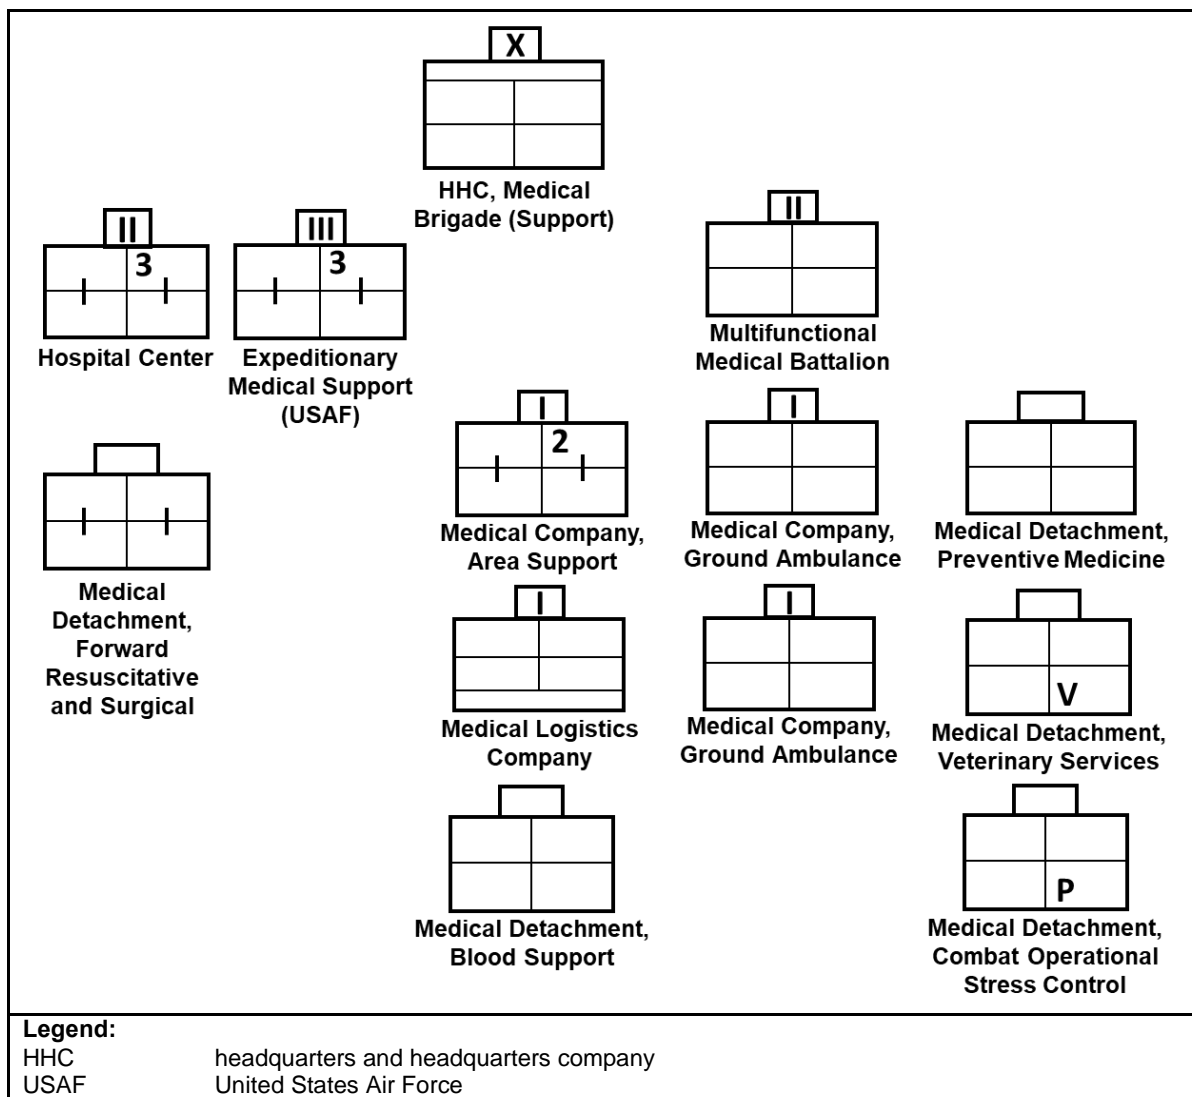 X
HHC, Medical
Brigade (Support)
II
3
Hospital Center
III
3
Expeditionary
Medical Support
(USAF)
II
Multifunctional
Medical Battalion
Medical
Detachment,
Forward
Resuscitative
and Surgical
I
2
Medical Company,
Area Support
I
Medical Company,
Ground Ambulance
Medical Detachment,
Preventive Medicine
I
Medical Logistics
Company
I
Medical Company,
Ground Ambulance
V
Medical Detachment,
Veterinary Services
Medical Detachment,
Blood Support
P
Medical Detachment,
Combat Operational
Stress Control
Legend:
HHC headquarters and headquarters company
USAF United States Air Force